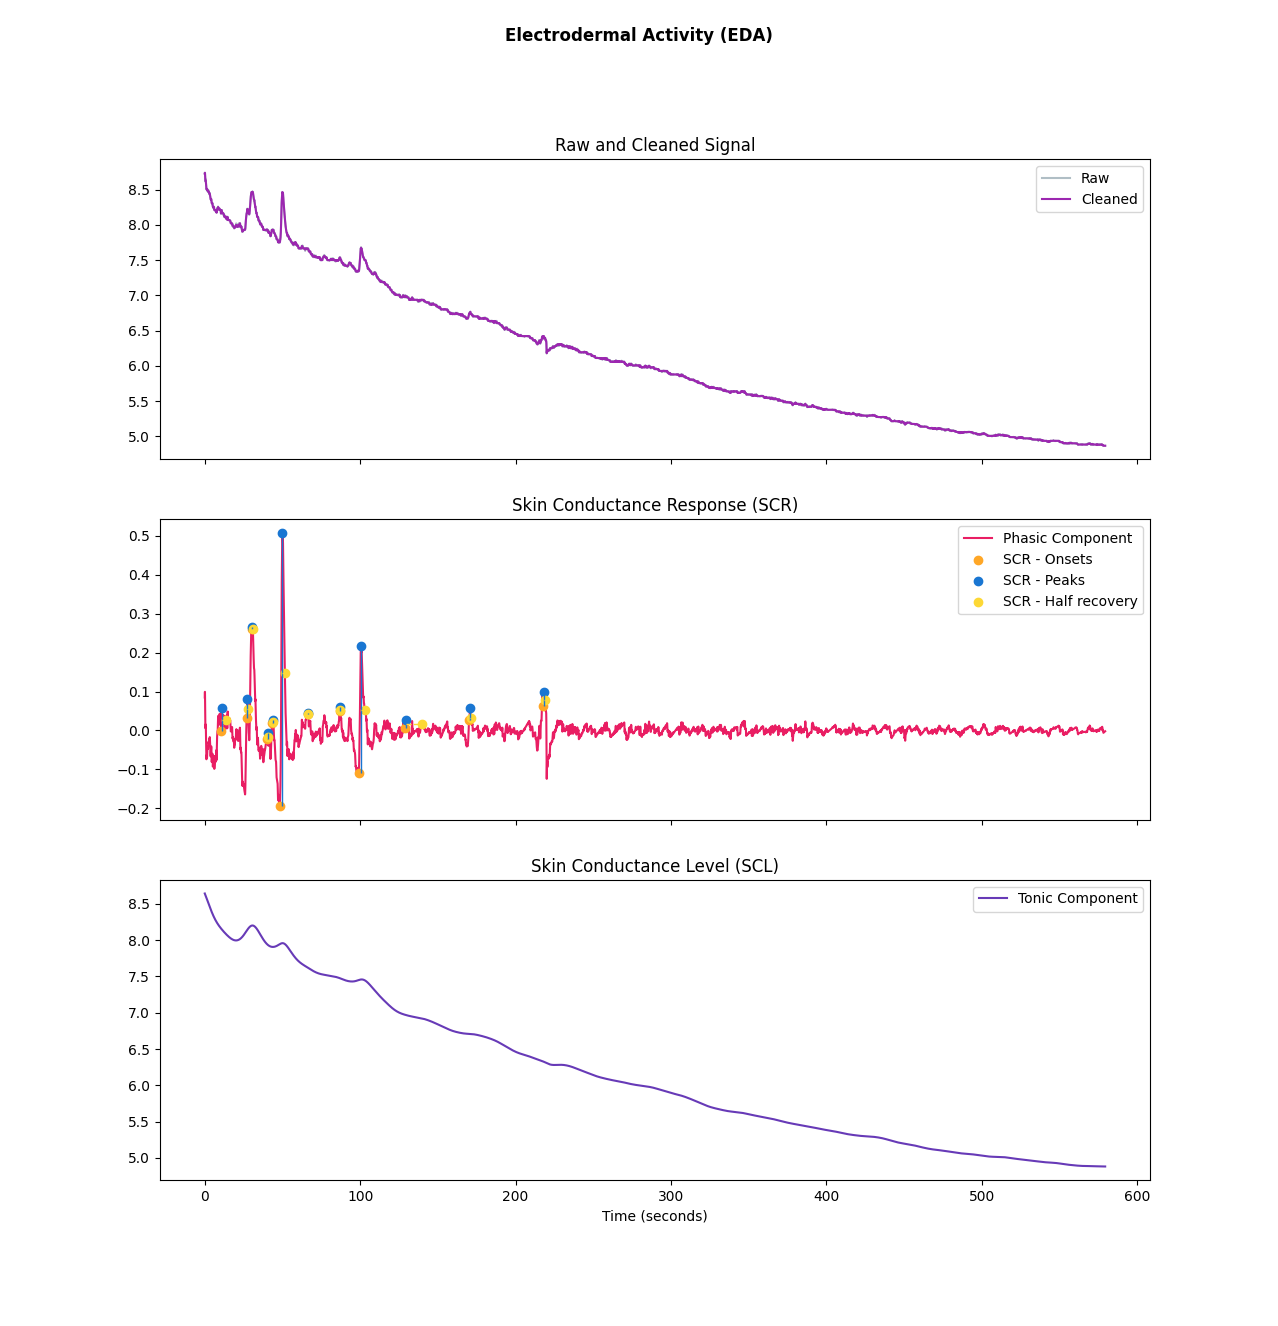 Electrodermal Activity (EDA)
Raw and Cleaned Signal
Raw
Cleaned
8.5
8.0
7.5
7.0
6.5
6.0
5.5
5.0
Skin Conductance Response (SCR)
Phasic Component
SCR - Onsets
SCR - Peaks
SCR - Half recovery
0.5
0.4
0.3
0.2
0.1
0.0
−0.1
−0.2
Skin Conductance Level (SCL)
Tonic Component
8.5
8.0
7.5
7.0
6.5
6.0
5.5
5.0
0 100 200 300 400 500 600
Time (seconds)